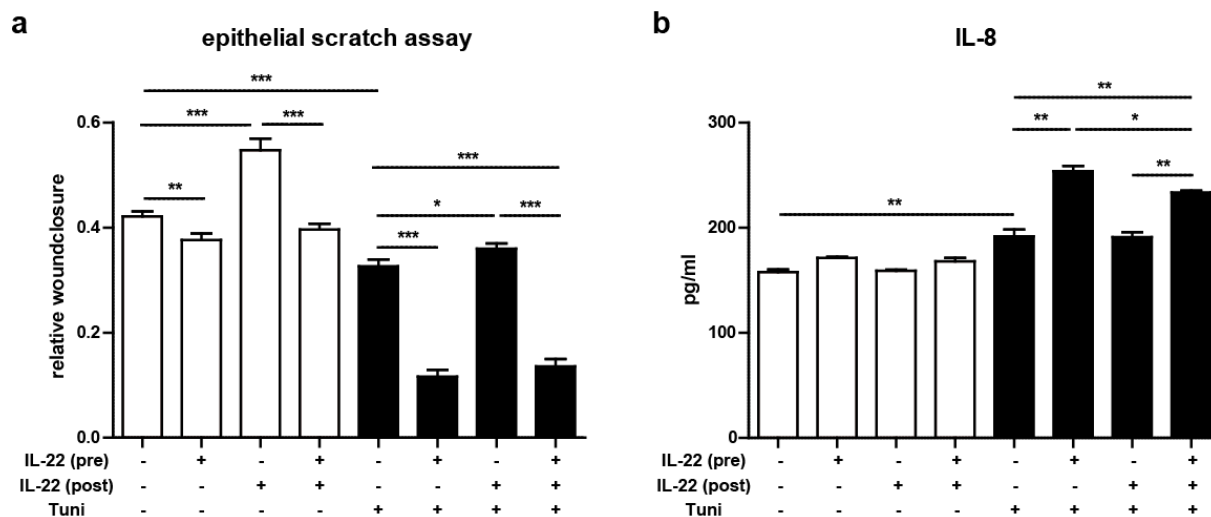 a
epithelial scratch assay
***
*** ***
**
***
* ***
***
0.6
0.4
0.2
0.0
relative woundclosure
IL-22 (pre) - + - + - + - +
IL-22 (post) - - + + - - + +
Tuni - - - - + + + +
b
IL-8
**
** *
**
**
300
200
100
0
pg/ml
IL-22 (pre) - + - + - + - +
IL-22 (post) - - + + - - + +
Tuni - - - - + + + +